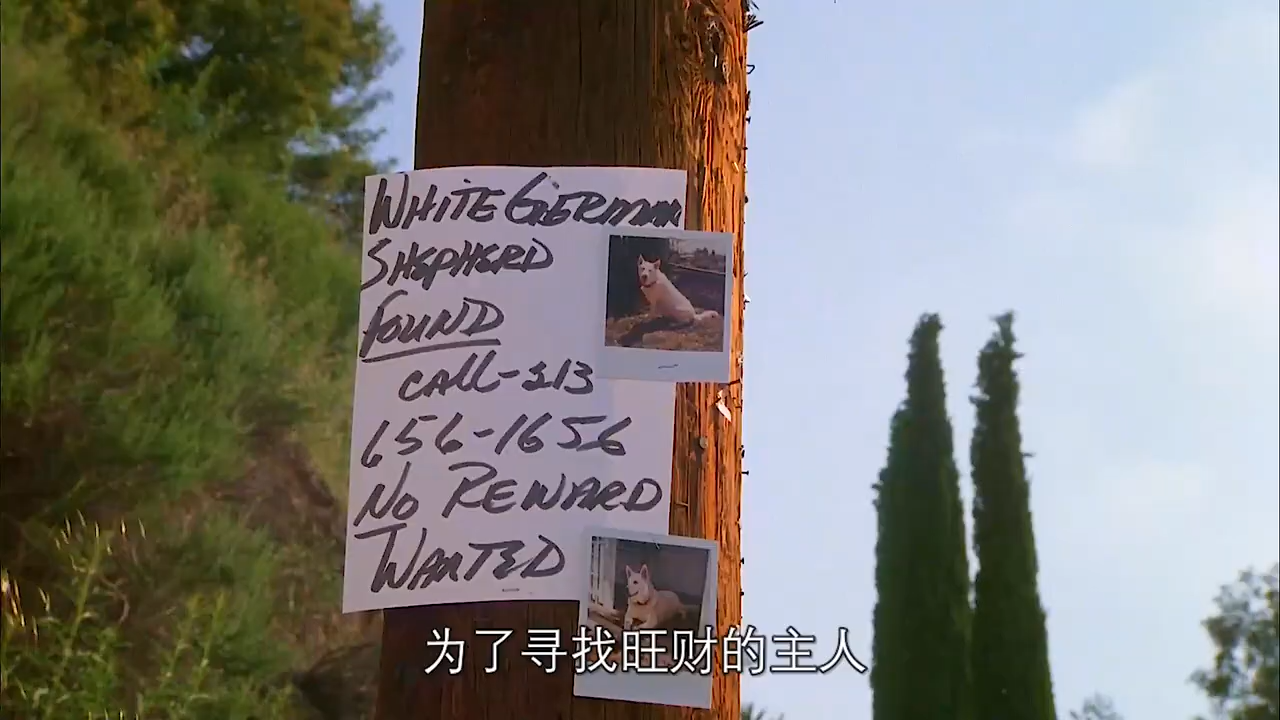 WHITE GERMAN
SHEPHERD
FOUND
CALL-213
656-1656
NO REWARD
WANTED
为了寻找旺财的主人